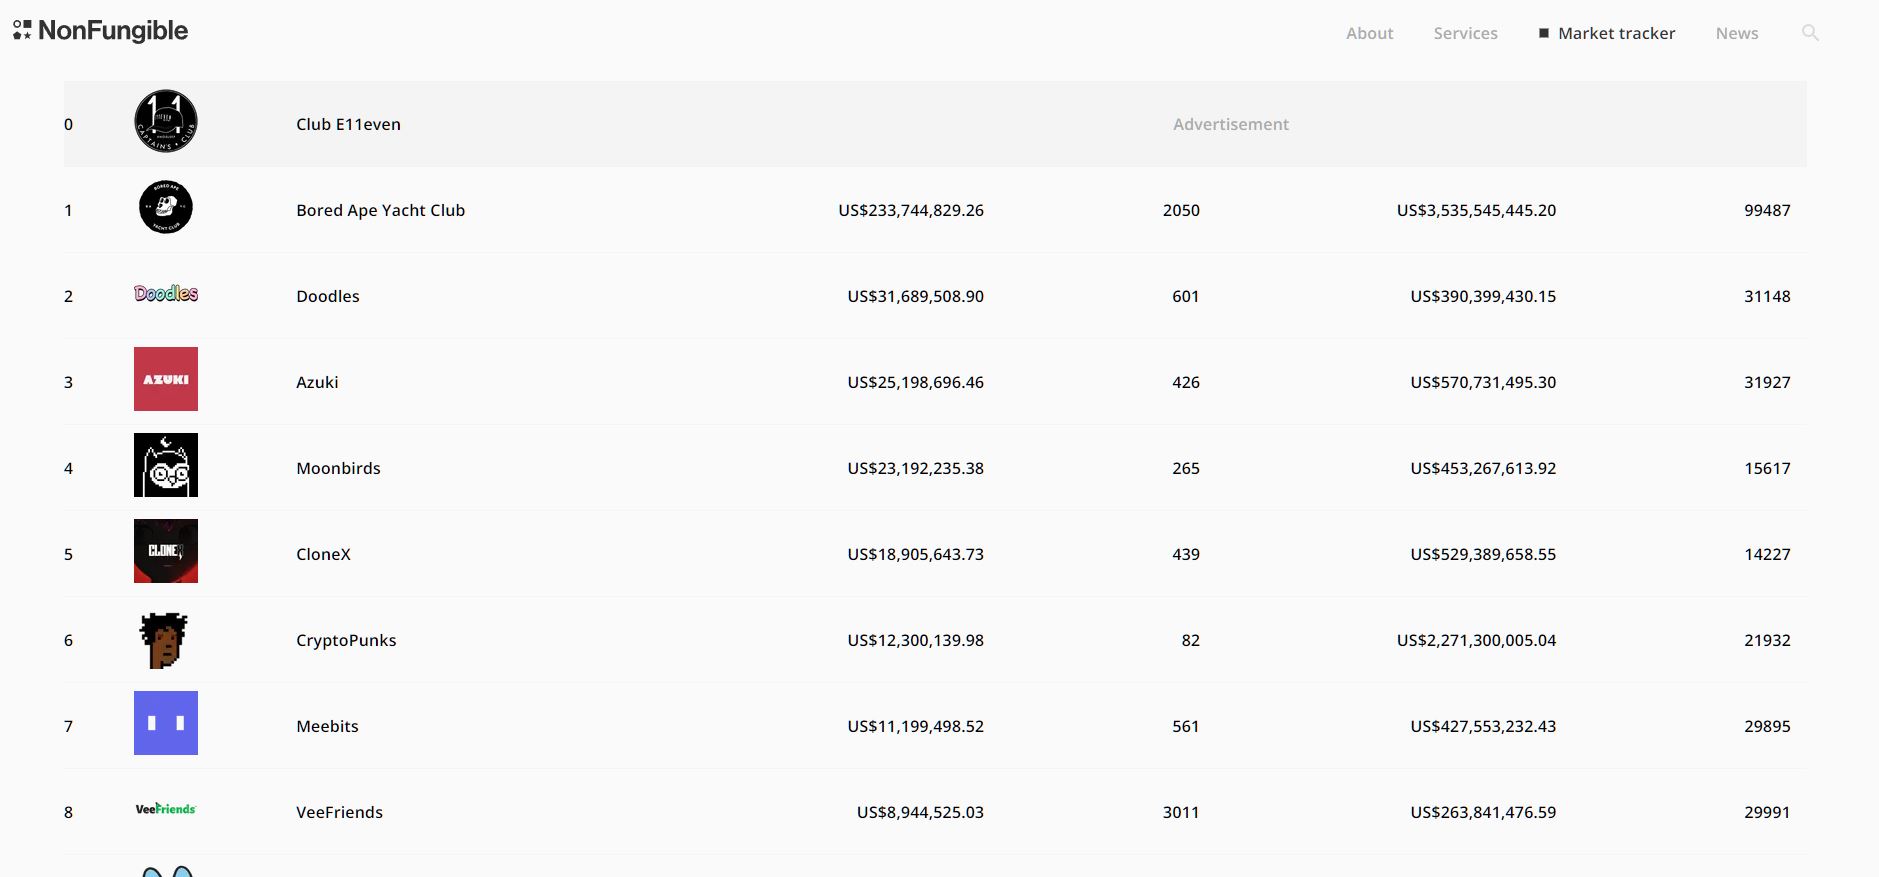 NonFungible
About Services Market tracker News
0 CAPTAIN'S • CLUB Club E11even Advertisement
1 BORED APE YACHT CLUB Bored Ape Yacht Club US$233,744,829.26 2050 US$3,535,545,445.20 99487
2 Doodles Doodles US$31,689,508.90 601 US$390,399,430.15 31148
3 AZUKI Azuki US$25,198,696.46 426 US$570,731,495.30 31927
4 Moonbirds US$23,192,235.38 265 US$453,267,613.92 15617
5 CLONEX CloneX US$18,905,643.73 439 US$529,389,658.55 14227
6 CryptoPunks US$12,300,139.98 82 US$2,271,300,005.04 21932
7 Meebits US$11,199,498.52 561 US$427,553,232.43 29895
8 VeeFriends VeeFriends US$8,944,525.03 3011 US$263,841,476.59 29991